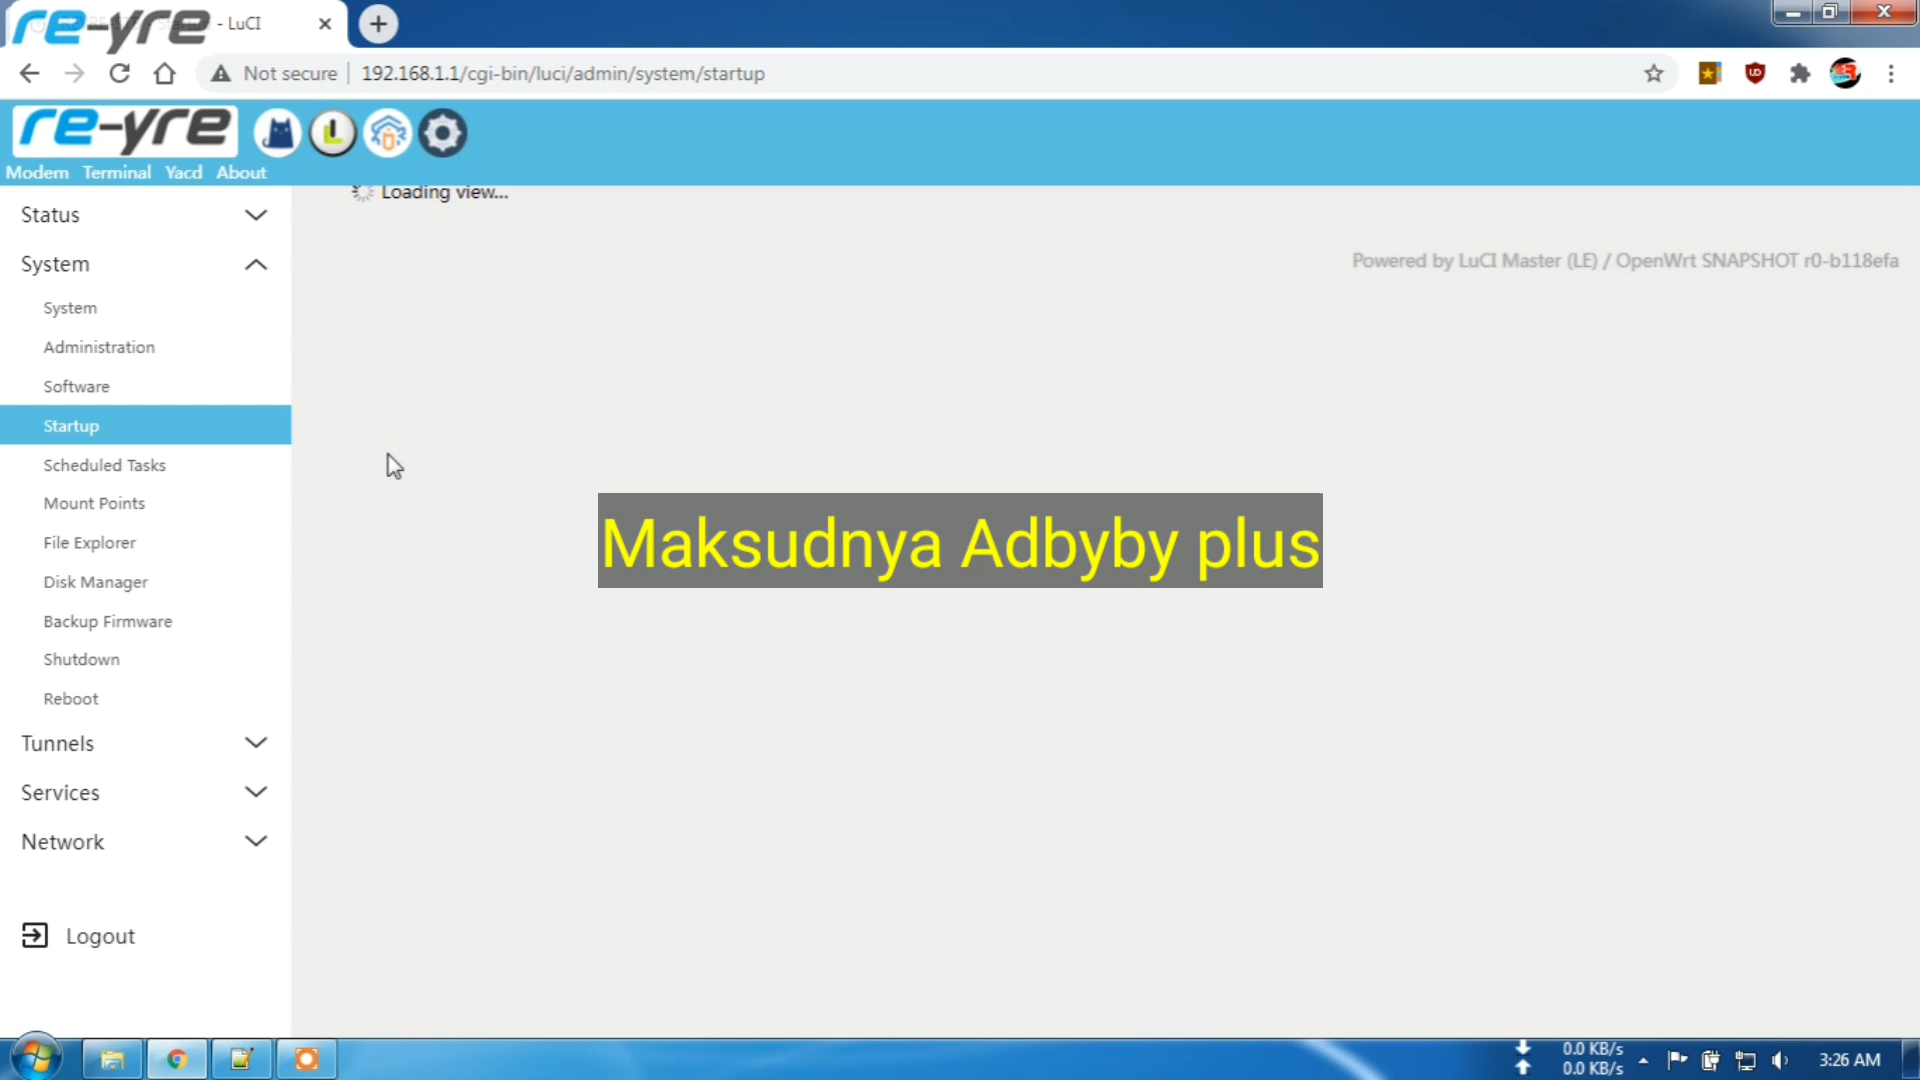 re-yre - LuCI
Not secure 192.168.1.1/cgi-bin/luci/admin/system/startup
re-yre
Modem Terminal Yacd About
Loading view...
Status
Powered by LuCI Master (LE) / OpenWrt SNAPSHOT r0-b118efa
System
System
Administration
Software
Startup
Scheduled Tasks
Mount Points
File Explorer
Disk Manager
Backup Firmware
Shutdown
Reboot
Maksudnya Adbyby plus
Tunnels
Services
Network
Logout
0.0 KB/s
0.0 KB/s
3:26 AM